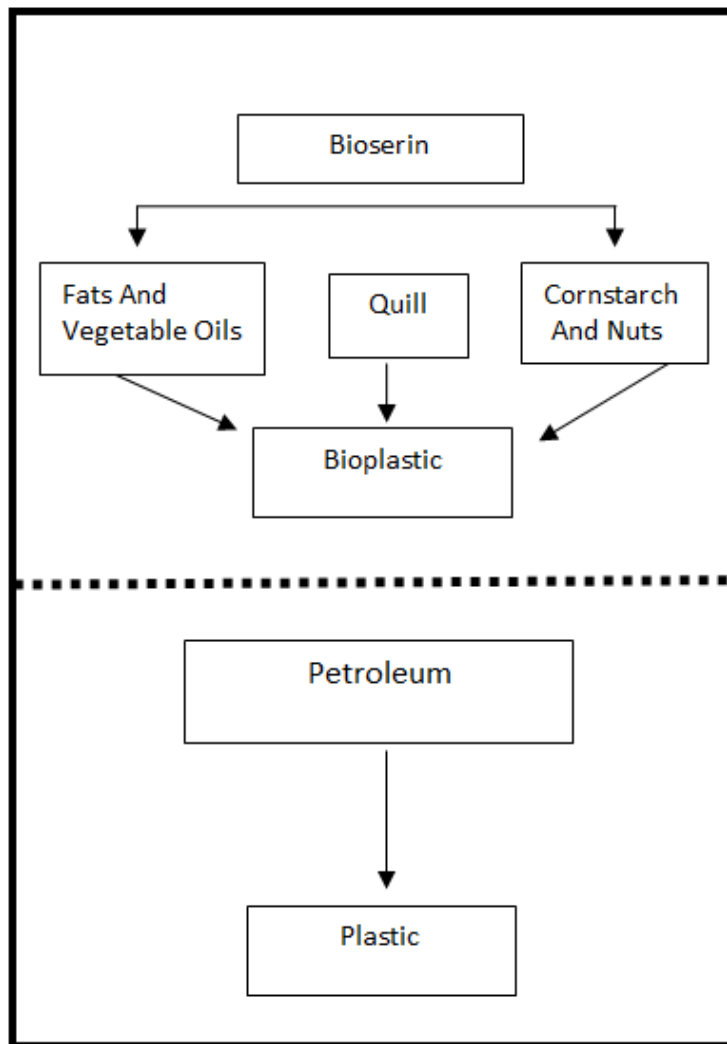 Bioserin
Fats And
Vegetable Oils
Quill
Cornstarch
And Nuts
Bioplastic
Petroleum
Plastic